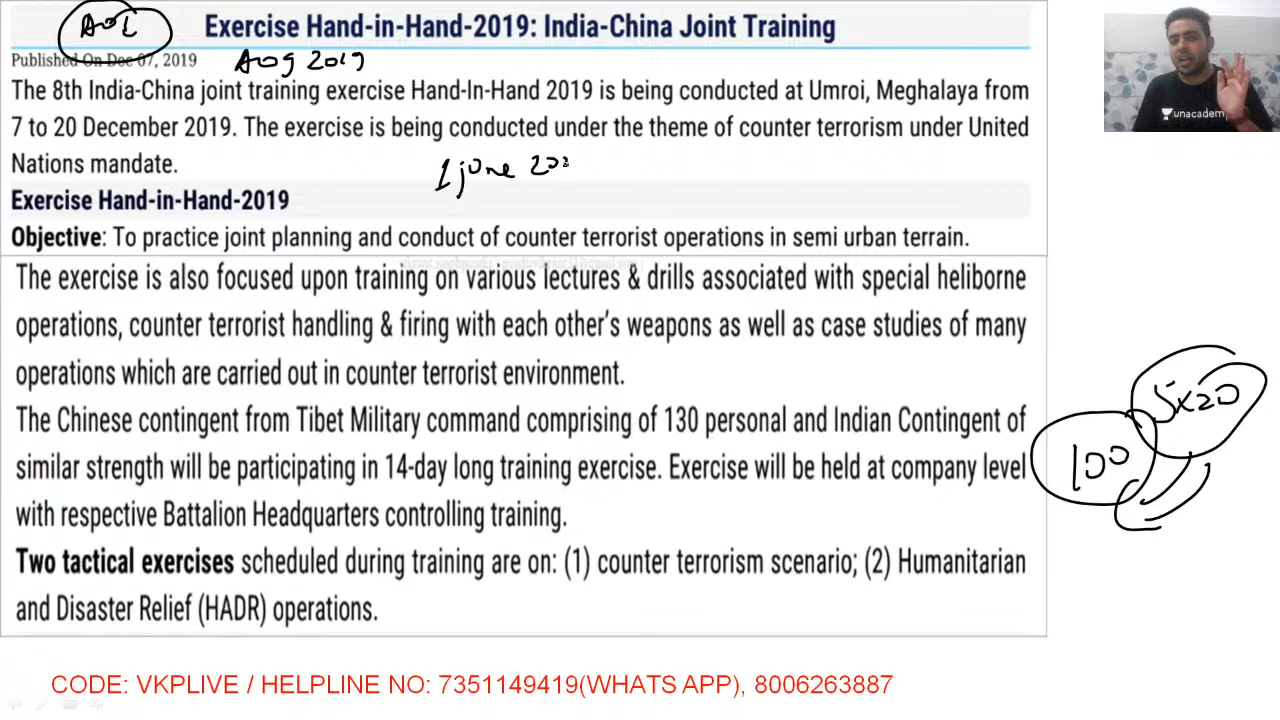 Exercise Hand-in-Hand-2019: India-China Joint Training
Published On Dec 07, 2019
Aug 2019
The 8th India-China joint training exercise Hand-In-Hand 2019 is being conducted at Umroi, Meghalaya from
7 to 20 December 2019. The exercise is being conducted under the theme of counter terrorism under United
Nations mandate.
1 June 202
Exercise Hand-in-Hand-2019
Objective: To practice joint planning and conduct of counter terrorist operations in semi urban terrain.
The exercise is also focused upon training on various lectures & drills associated with special heliborne
operations, counter terrorist handling & firing with each other's weapons as well as case studies of many
operations which are carried out in counter terrorist environment.
The Chinese contingent from Tibet Military command comprising of 130 personal and Indian Contingent of
similar strength will be participating in 14-day long training exercise. Exercise will be held at company level
with respective Battalion Headquarters controlling training.
Two tactical exercises scheduled during training are on: (1) counter terrorism scenario; (2) Humanitarian
and Disaster Relief (HADR) operations.
5x20
100
unacademy
CODE: VKPLIVE / HELPLINE NO: 7351149419(WHATS APP), 8006263887